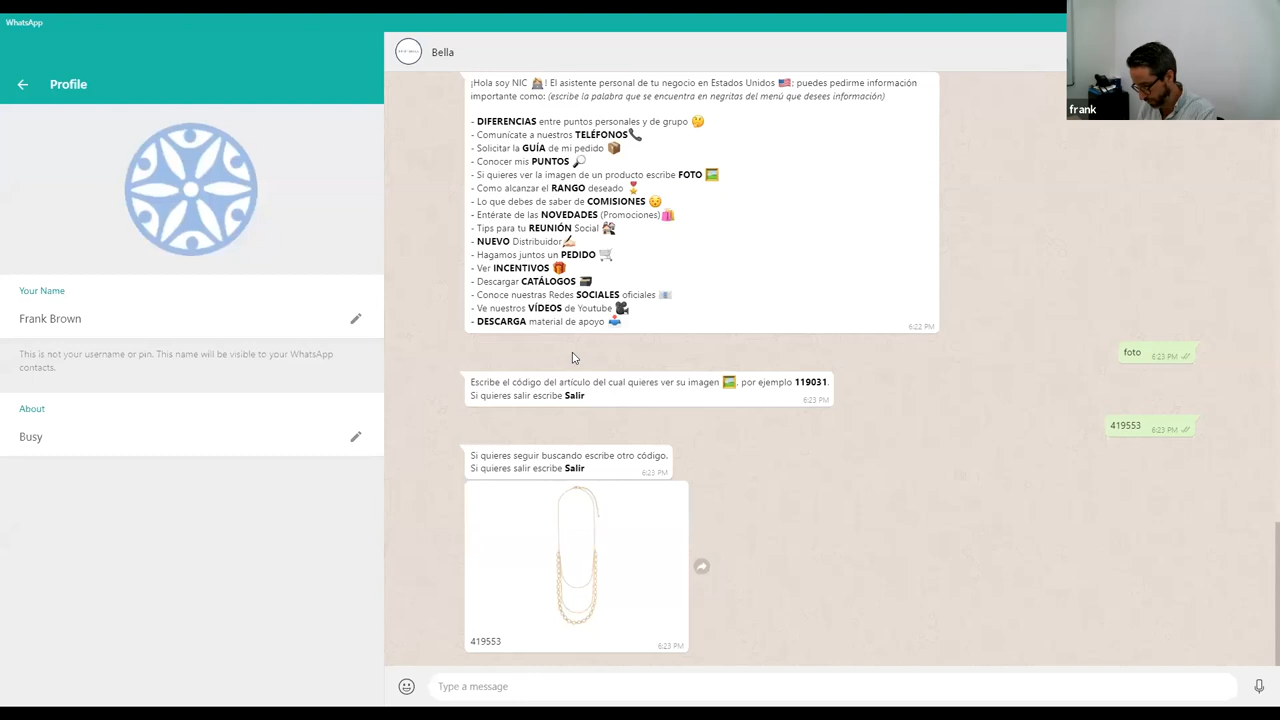 WhatsApp
Profile
Your Name
Frank Brown
This is not your username or pin. This name will be visible to your WhatsApp
contacts.
About
Busy
Bella
¡Hola soy NIC! El asistente personal de tu negocio en Estados Unidos; puedes pedirme información
importante como: (escribe la palabra que se encuentra en negritas del menú que desees información)
- DIFERENCIAS entre puntos personales y de grupo
- Comunícate a nuestros TELÉFONOS
- Solicitar la GUÍA de mi pedido
- Conocer mis PUNTOS
- Si quieres ver la imagen de un producto escribe FOTO
- Como alcanzar el RANGO deseado
- Lo que debes de saber de COMISIONES
- Entérate de las NOVEDADES (Promociones)
- Tips para tu REUNIÓN Social
- NUEVO Distribuidor
- Hagamos juntos un PEDIDO
- Ver INCENTIVOS
- Descargar CATÁLOGOS
- Conoce nuestras Redes SOCIALES oficiales
- Ve nuestros VÍDEOS de Youtube
- DESCARGA material de apoyo
6:22 PM
foto 6:23 PM
Escribe el código del artículo del cual quieres ver su imagen, por ejemplo 119031.
Si quieres salir escribe Salir
6:23 PM
419553 6:23 PM
Si quieres seguir buscando escribe otro código.
Si quieres salir escribe Salir
6:23 PM
419553
6:23 PM
Type a message
frank